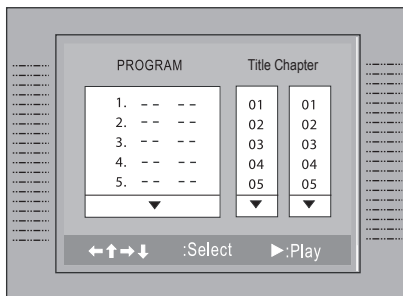 PROGRAM Title Chapter
1. – – – – 01 01
2. – – – – 02 02
3. – – – – 03 03
4. – – – – 04 04
5. – – – – 05 05
:Select :Play